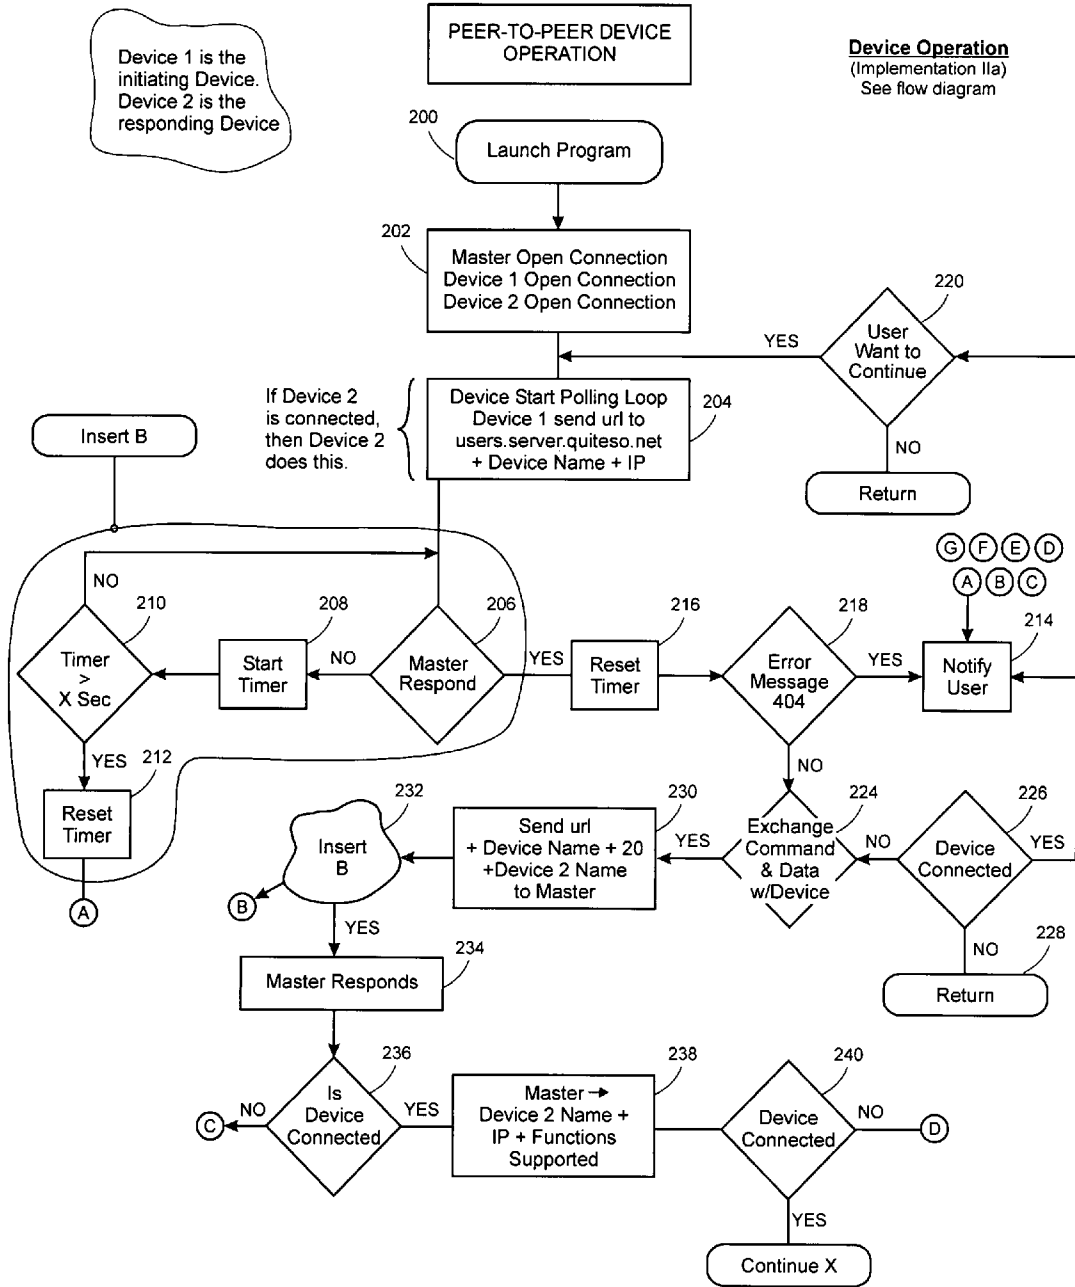 Device 1 is the
initiating Device.
Device 2 is the
responding Device
PEER-TO-PEER DEVICE
OPERATION
Device Operation
(Implementation IIa)
See flow diagram
200
Launch Program
202
Master Open Connection
Device 1 Open Connection
Device 2 Open Connection
220
User
Want to
Continue
YES
NO
Return
If Device 2
is connected,
then Device 2
does this.
Device Start Polling Loop
Device 1 send url to
users.server.quiteso.net
+ Device Name + IP
204
Insert B
NO
210
Timer
>
X Sec
208
Start
Timer
NO
206
Master
Respond
YES
216
Reset
Timer
218
Error
Message
404
YES
G F E D
A B C
214
Notify
User
YES
212
Reset
Timer
A
NO
232
Insert
B
B
YES
230
Send url
+ Device Name + 20
+Device 2 Name
to Master
YES
224
Exchange
Command
& Data
w/Device
NO
226
Device
Connected
YES
NO
228
Return
234
Master Responds
236
Is
Device
Connected
NO
C
YES
238
Master →
Device 2 Name +
IP + Functions
Supported
240
Device
Connected
NO
D
YES
Continue X